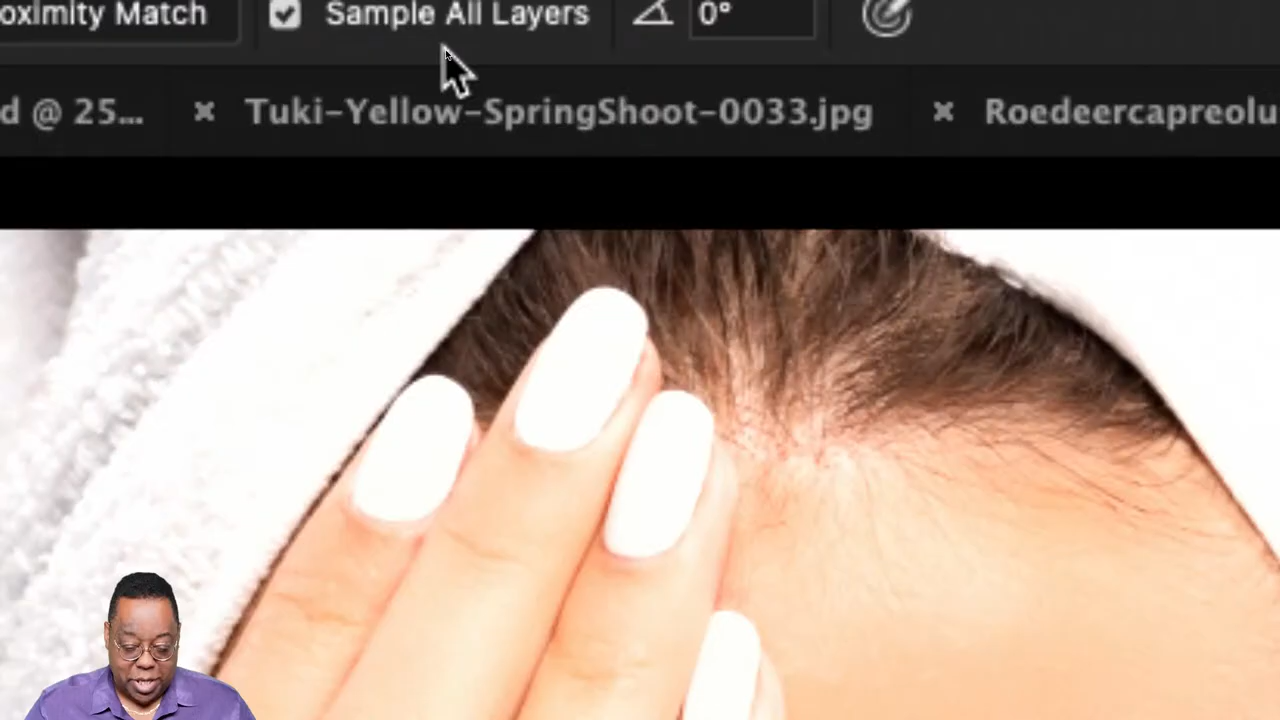 oximity Match Sample All Layers 0°
d @ 25... × Tuki-Yellow-SpringShoot-0033.jpg × Roedeercapreolu